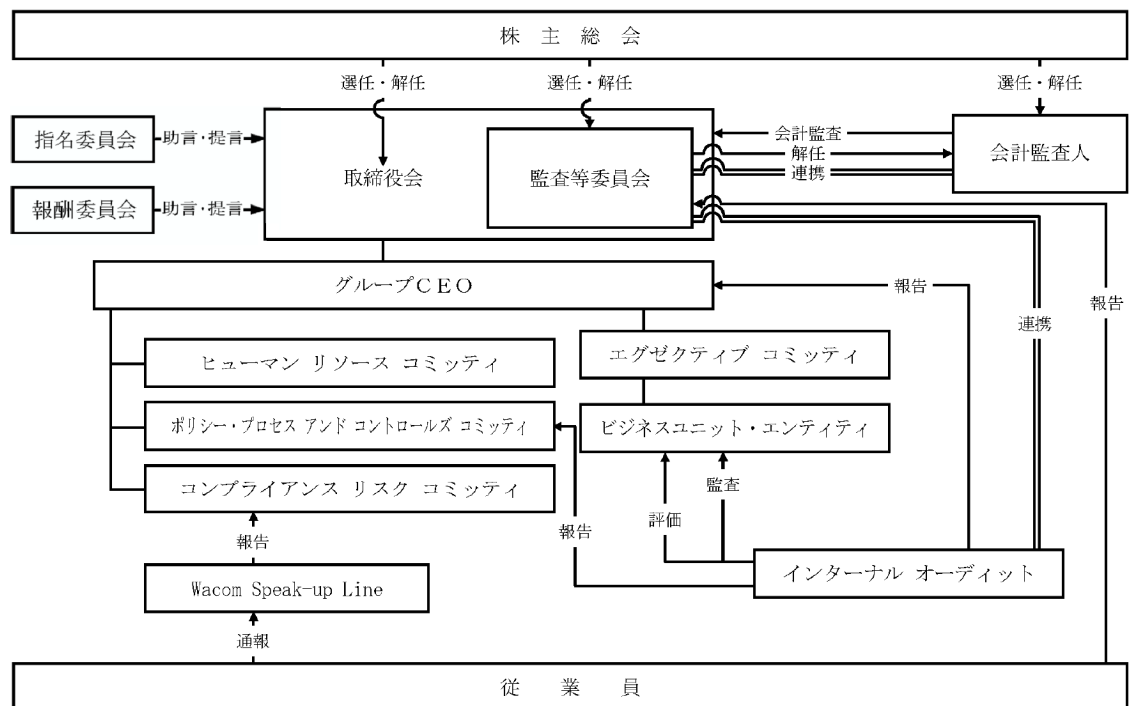 株主総会
選任・解任
選任・解任
選任・解任
指名委員会
助言・提言
報酬委員会
助言・提言
取締役会
監査等委員会
会計監査
解任
連携
会計監査人
グループCEO
報告
連携
報告
ヒューマン リソース コミッティ
エグゼクティブ コミッティ
ポリシー・プロセス アンド コントロールズ コミッティ
ビジネスユニット・エンティティ
コンプライアンス リスク コミッティ
監査
評価
報告
報告
インターナル オーディット
Wacom Speak-up Line
通報
従業員